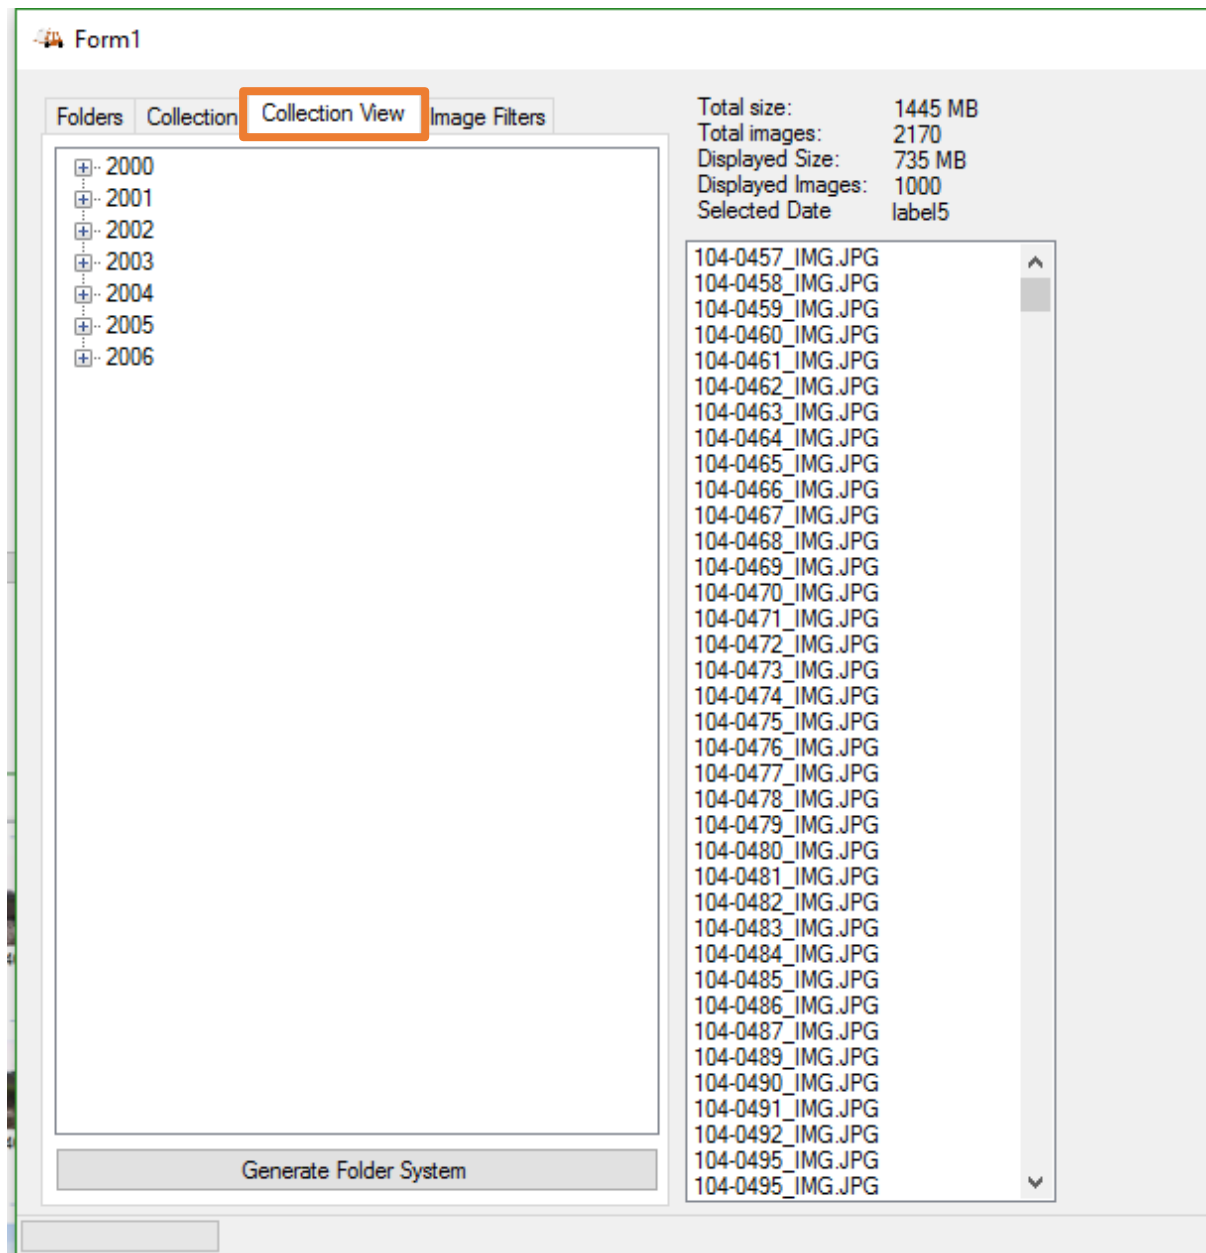 Form1
Folders Collection Collection View Image Filters
2000
2001
2002
2003
2004
2005
2006
Generate Folder System
Total size: 1445 MB
Total images: 2170
Displayed Size: 735 MB
Displayed Images: 1000
Selected Date label5
104-0457_IMG.JPG
104-0458_IMG.JPG
104-0459_IMG.JPG
104-0460_IMG.JPG
104-0461_IMG.JPG
104-0462_IMG.JPG
104-0463_IMG.JPG
104-0464_IMG.JPG
104-0465_IMG.JPG
104-0466_IMG.JPG
104-0467_IMG.JPG
104-0468_IMG.JPG
104-0469_IMG.JPG
104-0470_IMG.JPG
104-0471_IMG.JPG
104-0472_IMG.JPG
104-0473_IMG.JPG
104-0474_IMG.JPG
104-0475_IMG.JPG
104-0476_IMG.JPG
104-0477_IMG.JPG
104-0478_IMG.JPG
104-0479_IMG.JPG
104-0480_IMG.JPG
104-0481_IMG.JPG
104-0482_IMG.JPG
104-0483_IMG.JPG
104-0484_IMG.JPG
104-0485_IMG.JPG
104-0486_IMG.JPG
104-0487_IMG.JPG
104-0489_IMG.JPG
104-0490_IMG.JPG
104-0491_IMG.JPG
104-0492_IMG.JPG
104-0495_IMG.JPG
104-0495_IMG.JPG